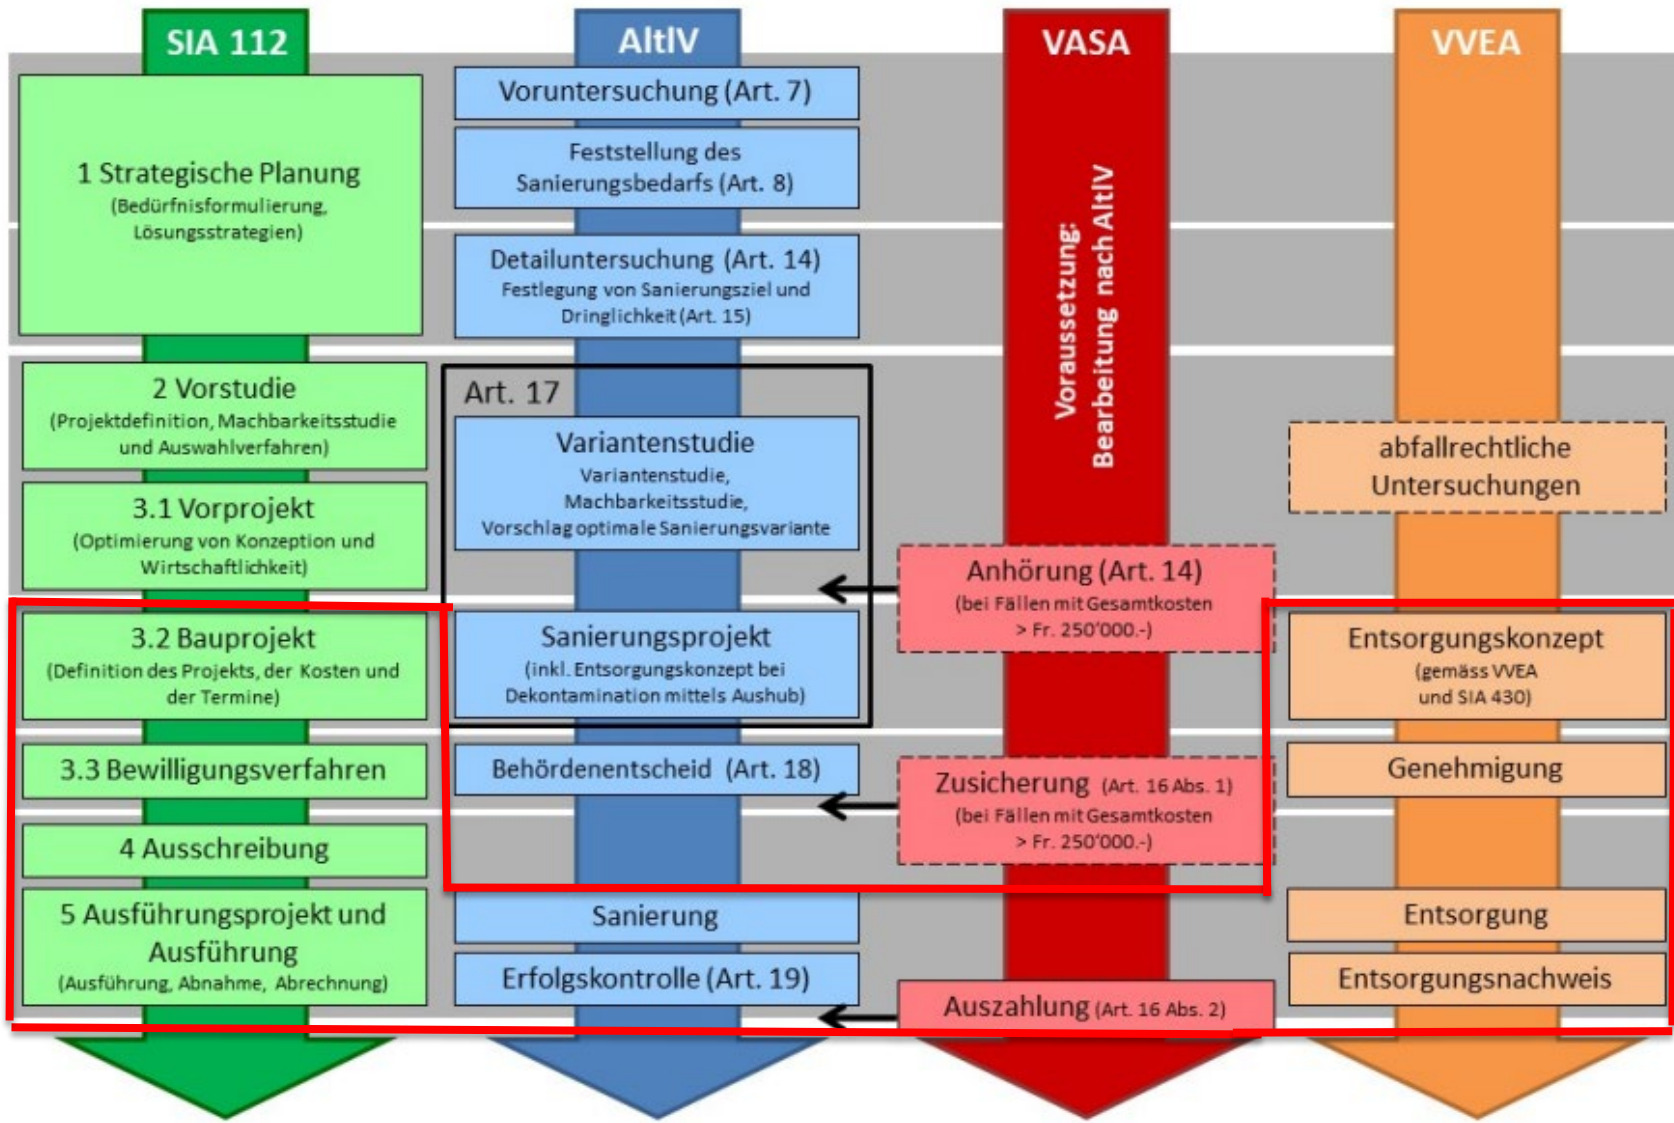 SIA 112
1 Strategische Planung
(Bedürfnisformulierung,
Lösungsstrategien)
2 Vorstudie
(Projektdefinition, Machbarkeitsstudie
und Auswahlverfahren)
3.1 Vorprojekt
(Optimierung von Konzeption und
Wirtschaftlichkeit)
3.2 Bauprojekt
(Definition des Projekts, der Kosten und
der Termine)
3.3 Bewilligungsverfahren
4 Ausschreibung
5 Ausführungsprojekt und
Ausführung
(Ausführung, Abnahme, Abrechnung)
AltlV
Voruntersuchung (Art. 7)
Feststellung des
Sanierungsbedarfs (Art. 8)
Detailuntersuchung (Art. 14)
Festlegung von Sanierungsziel und
Dringlichkeit (Art. 15)
Art. 17
Variantenstudie
Variantenstudie,
Machbarkeitsstudie,
Vorschlag optimale Sanierungsvariante
Sanierungsprojekt
(inkl. Entsorgungskonzept bei
Dekontamination mittels Aushub)
Behördenentscheid (Art. 18)
Sanierung
Erfolgskontrolle (Art. 19)
VASA
Voraussetzung:
Bearbeitung nach AltlV
Anhörung (Art. 14)
(bei Fällen mit Gesamtkosten
> Fr. 250'000.-)
Zusicherung (Art. 16 Abs. 1)
(bei Fällen mit Gesamtkosten
> Fr. 250'000.-)
Auszahlung (Art. 16 Abs. 2)
VVEA
abfallrechtliche
Untersuchungen
Entsorgungskonzept
(gemäss VVEA
und SIA 430)
Genehmigung
Entsorgung
Entsorgungsnachweis